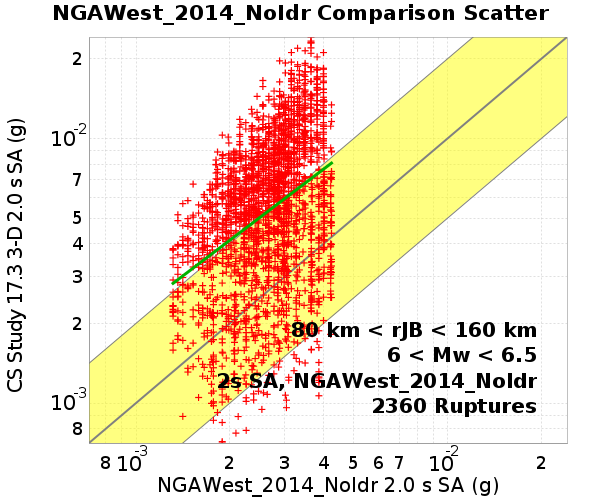 NGAWest_2014_NoIdr Comparison Scatter
CS Study 17.3 3-D 2.0 s SA (g)
2
10-2
7
5
4
3
2
10-3
8
80 km < rJB < 160 km
6 < Mw < 6.5
2s SA, NGAWest_2014_NoIdr
2360 Ruptures
8 10-3 2 3 4 5 6 7 10-2 2
NGAWest_2014_NoIdr 2.0 s SA (g)